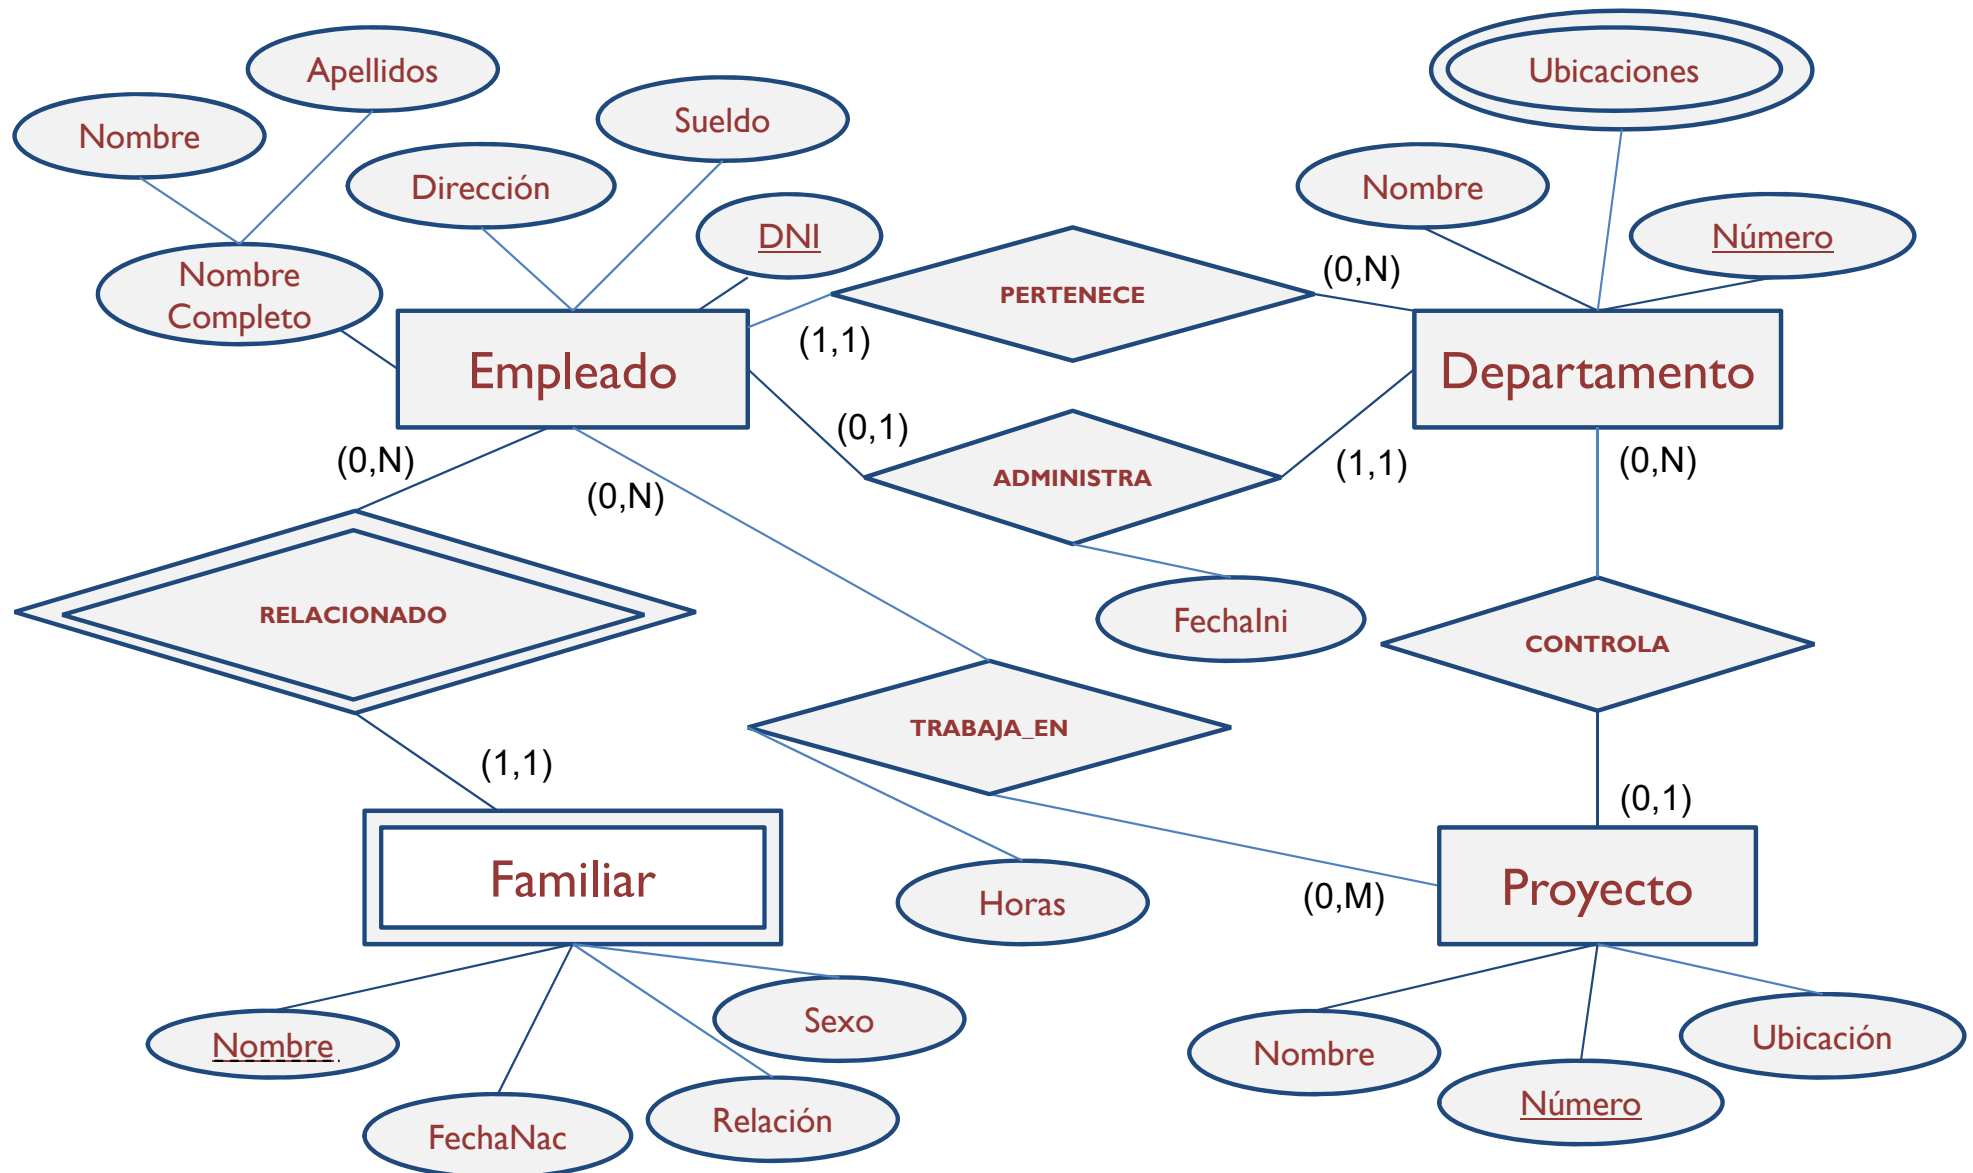 Apellidos
Ubicaciones
Sueldo
Nombre
Dirección
Nombre
DNI
Número
Nombre
Completo
(0,N)
PERTENECE
(1,1)
Empleado
Departamento
(0,1)
(0,N)
(1,1)
(0,N)
ADMINISTRA
(0,N)
RELACIONADO
FechaIni
CONTROLA
TRABAJA_EN
(1,1)
(0,1)
Familiar
Horas
(0,M)
Proyecto
Sexo
Nombre
Nombre
Ubicación
Número
Relación
FechaNac